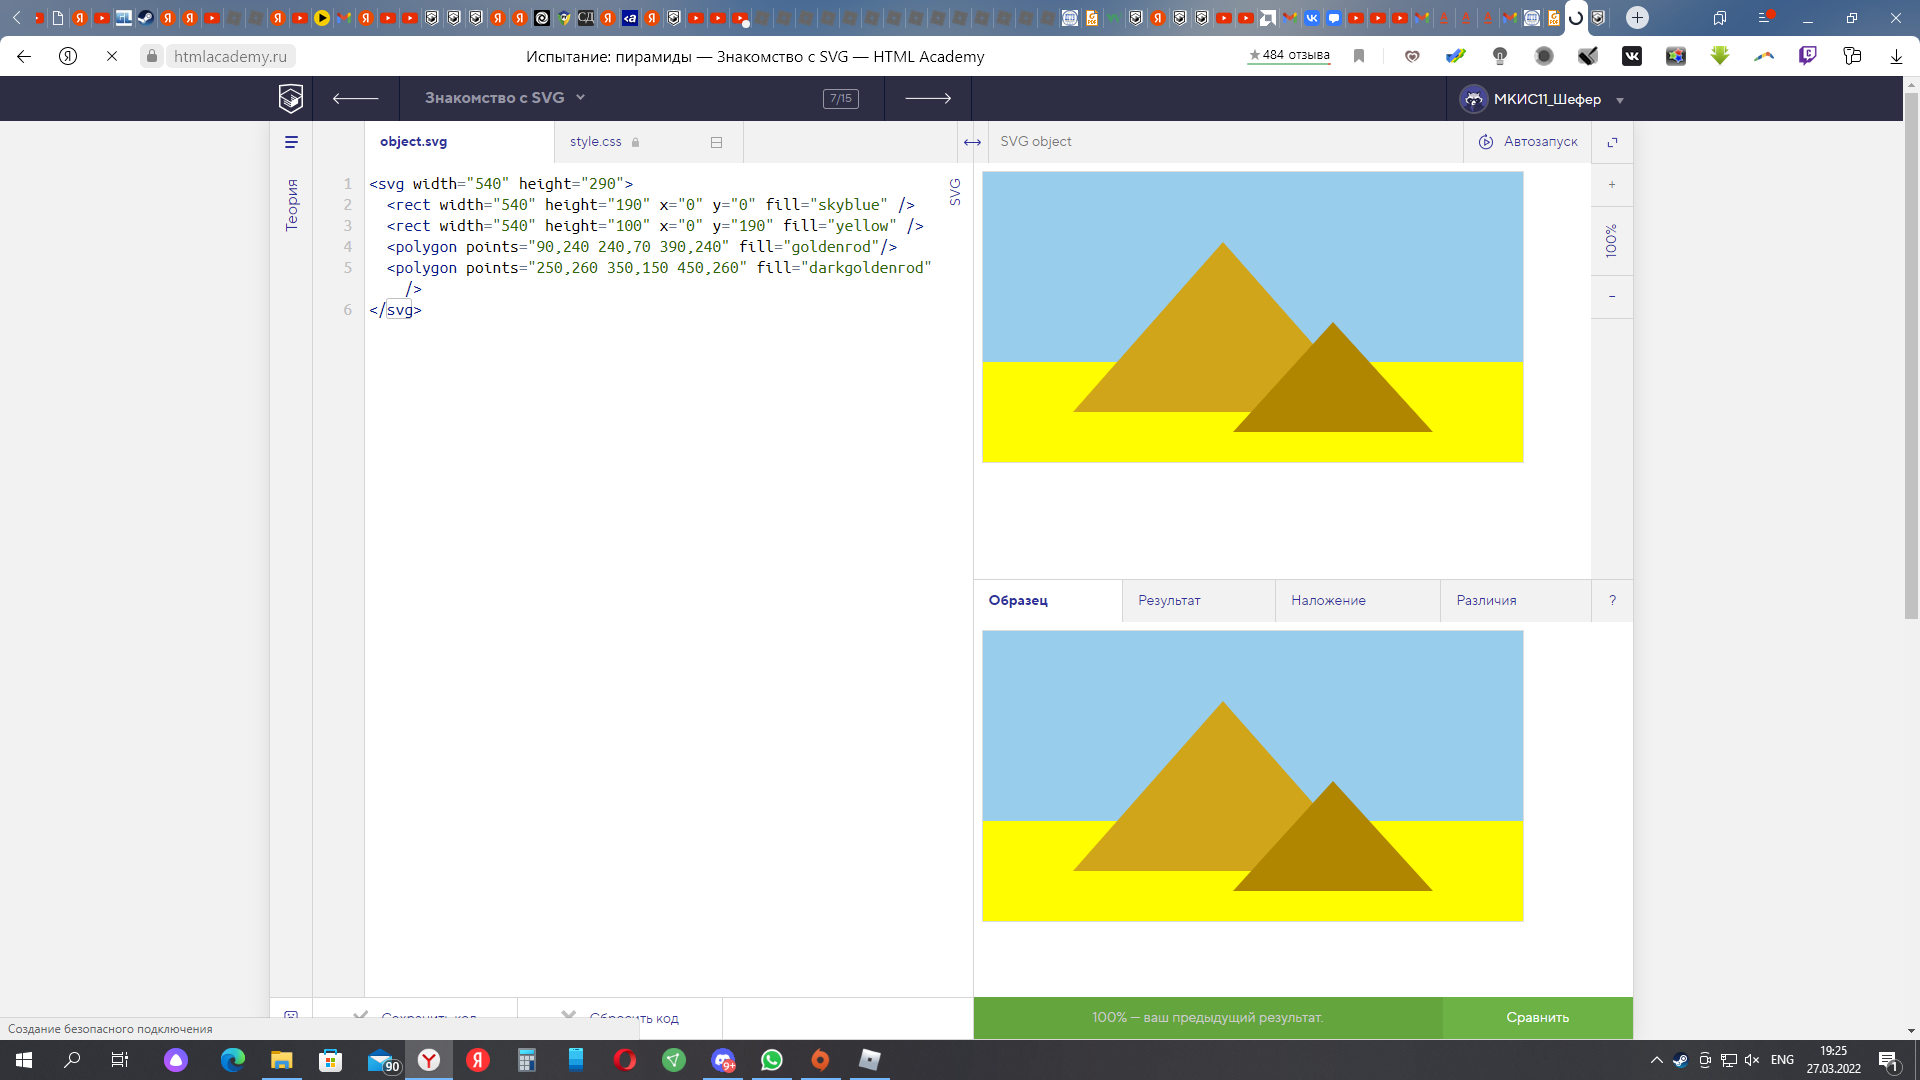 htmlacademy.ru
Испытание: пирамиды — Знакомство с SVG — HTML Academy
★ 484 отзыва
Знакомство с SVG
7/15
МКИС11_Шефер
Теория
object.svg
style.css
SVG object
Автозапуск
1 <svg width="540" height="290">
2 <rect width="540" height="190" x="0" y="0" fill="skyblue" />
3 <rect width="540" height="100" x="0" y="190" fill="yellow" />
4 <polygon points="90,240 240,70 390,240" fill="goldenrod"/>
5 <polygon points="250,260 350,150 450,260" fill="darkgoldenrod"
/>
6 </svg>
SVG
+
100%
−
Образец
Результат
Наложение
Различия
?
Сохранить код
Сбросить код
100% — ваш предыдущий результат.
Сравнить
Создание безопасного подключения
90
9+
ENG
19:25
27.03.2022
1